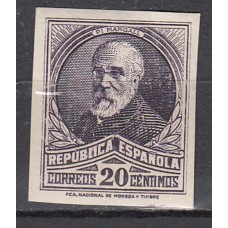 PI MARGALL
REPUBLICA ESPAÑOLA
CORREOS 20 CENTIMOS
FCA. NACIONAL DE MONEDA Y TIMBRE